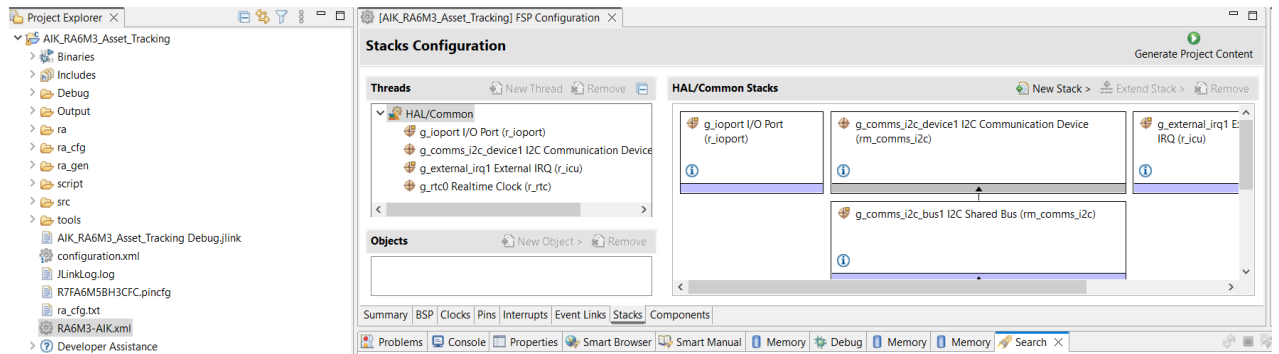 Project Explorer
AIK_RA6M3_Asset_Tracking
Binaries
Includes
Debug
Output
ra
ra_cfg
ra_gen
script
src
tools
AIK_RA6M3_Asset_Tracking Debug.jlink
configuration.xml
JLinkLog.log
R7FA6M5BH3CFC.pincfg
ra_cfg.txt
RA6M3-AIK.xml
Developer Assistance
[AIK_RA6M3_Asset_Tracking] FSP Configuration
Stacks Configuration
Generate Project Content
Threads
New Thread Remove
HAL/Common
g_ioport I/O Port (r_ioport)
g_comms_i2c_device1 I2C Communication Device
g_external_irq1 External IRQ (r_icu)
g_rtc0 Realtime Clock (r_rtc)
Objects
New Object > Remove
HAL/Common Stacks
New Stack > Extend Stack > Remove
g_ioport I/O Port
(r_ioport)
g_comms_i2c_device1 I2C Communication Device
(rm_comms_i2c)
g_external_irq1 E
IRQ (r_icu)
g_comms_i2c_bus1 I2C Shared Bus (rm_comms_i2c)
Summary BSP Clocks Pins Interrupts Event Links Stacks Components
Problems Console Properties Smart Browser Smart Manual Memory Debug Memory Memory Search